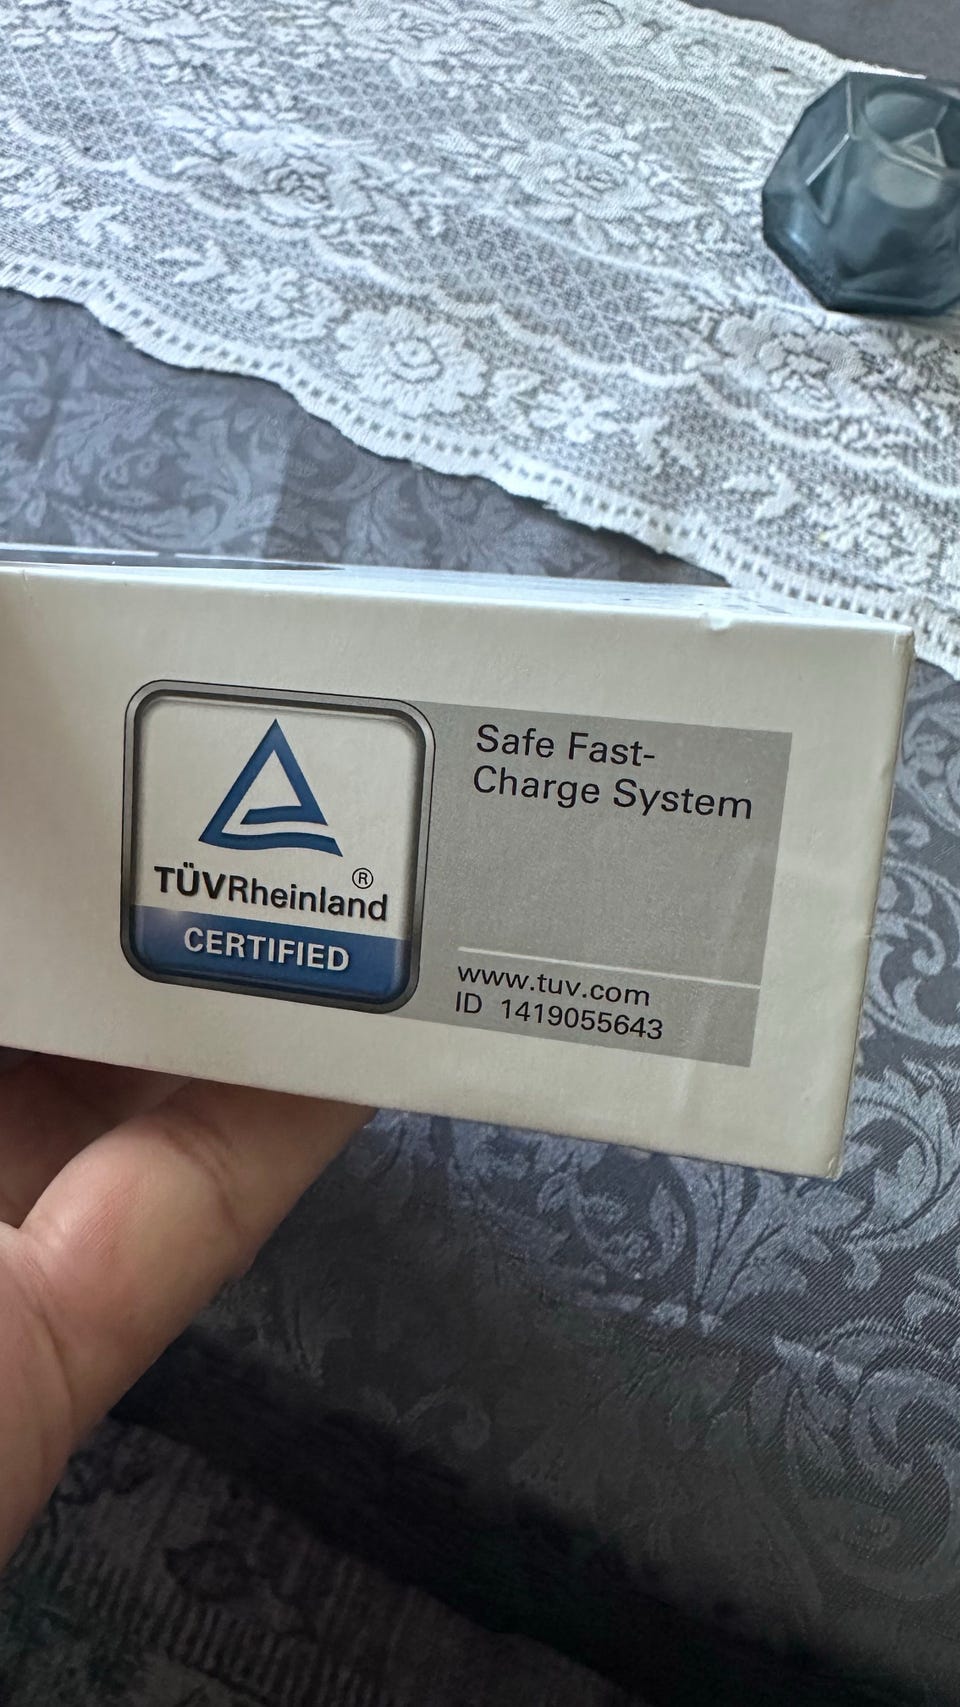 TÜVRheinland®
CERTIFIED
Safe Fast-
Charge System
www.tuv.com
ID 1419055643